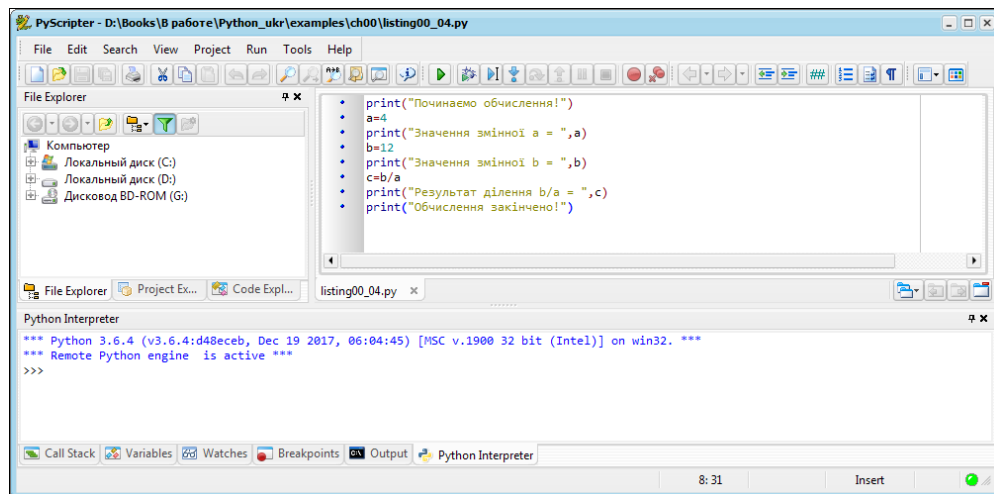 PyScripter - D:\Books\В работе\Python_ukr\examples\ch00\listing00_04.py
File Edit Search View Project Run Tools Help
File Explorer
Компьютер
Локальный диск (C:)
Локальный диск (D:)
Дисковод BD-ROM (G:)
File Explorer Project Ex... Code Expl...
print("Починаємо обчислення!")
a=4
print("Значення змінної a = ",a)
b=12
print("Значення змінної b = ",b)
c=b/a
print("Результат ділення b/a = ",c)
print("Обчислення закінчено!")
listing00_04.py
Python Interpreter
*** Python 3.6.4 (v3.6.4:d48eceb, Dec 19 2017, 06:04:45) [MSC v.1900 32 bit (Intel)] on win32. ***
*** Remote Python engine is active ***
>>>
Call Stack Variables Watches Breakpoints Output Python Interpreter
8: 31 Insert